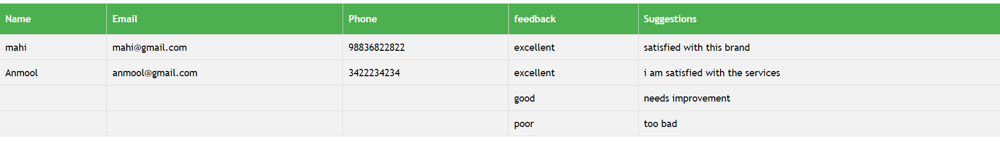 Name Email Phone feedback Suggestions
mahi mahi@gmail.com 98836822822 excellent satisfied with this brand
Anmool anmool@gmail.com 3422234234 excellent i am satisfied with the services
good needs improvement
poor too bad